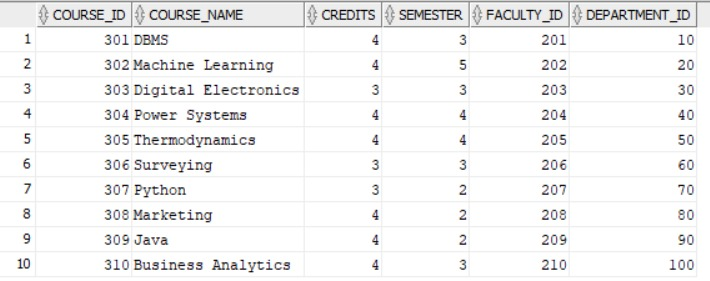 COURSE_ID COURSE_NAME CREDITS SEMESTER FACULTY_ID DEPARTMENT_ID
1 301 DBMS 4 3 201 10
2 302 Machine Learning 4 5 202 20
3 303 Digital Electronics 3 3 203 30
4 304 Power Systems 4 4 204 40
5 305 Thermodynamics 4 4 205 50
6 306 Surveying 3 3 206 60
7 307 Python 3 2 207 70
8 308 Marketing 4 2 208 80
9 309 Java 4 2 209 90
10 310 Business Analytics 4 3 210 100